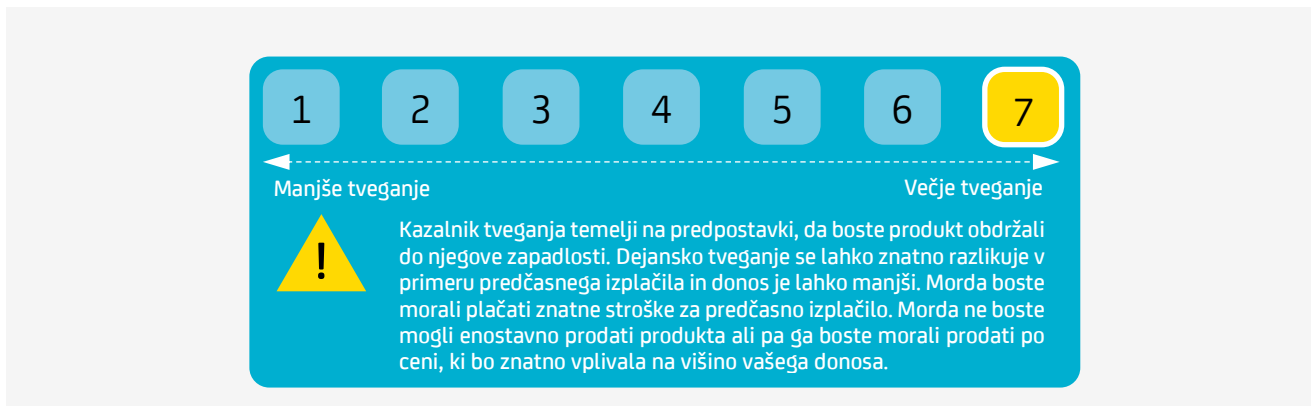 1 2 3 4 5 6 7
Manjše tveganje Večje tveganje
!
Kazalnik tveganja temelji na predpostavki, da boste produkt obdržali
do njegove zapadlosti. Dejansko tveganje se lahko znatno razlikuje v
primeru predčasnega izplačila in donos je lahko manjši. Morda boste
morali plačati znatne stroške za predčasno izplačilo. Morda ne boste
mogli enostavno prodati produkta ali pa ga boste morali prodati po
ceni, ki bo znatno vplivala na višino vašega donosa.